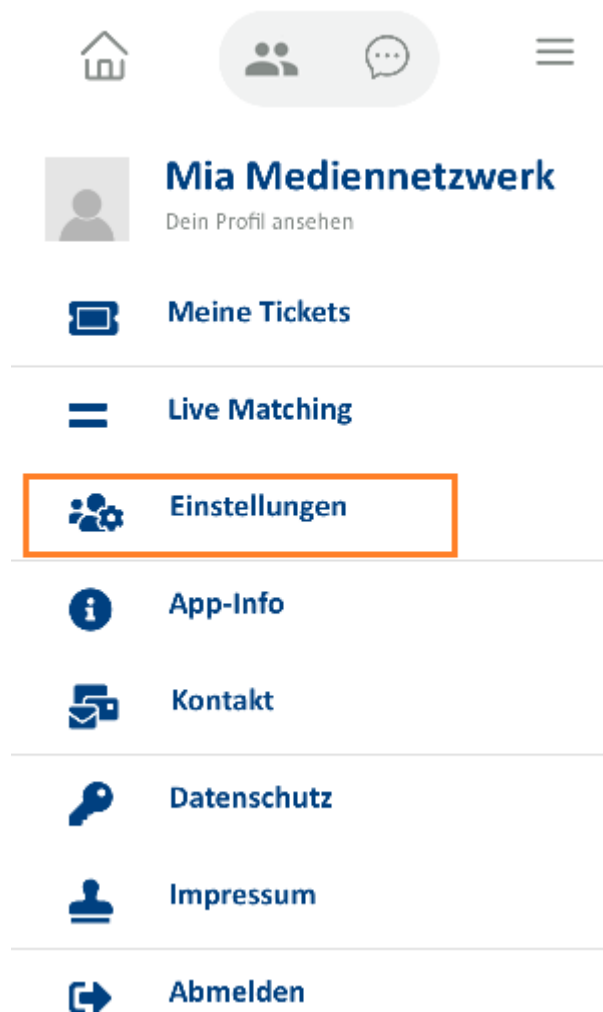 Mia Mediennetzwerk
Dein Profil ansehen
Meine Tickets
Live Matching
Einstellungen
App-Info
Kontakt
Datenschutz
Impressum
Abmelden